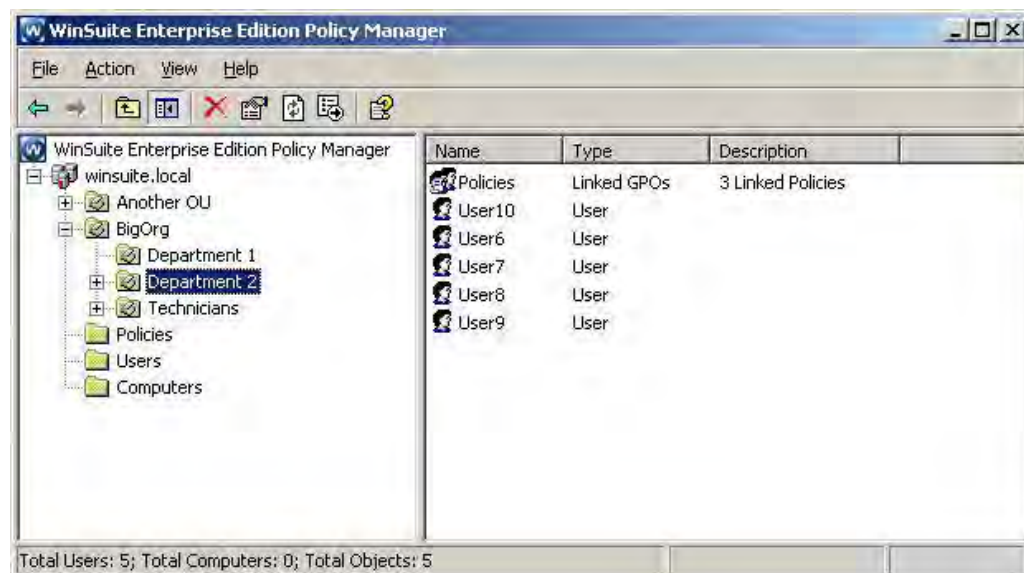 WinSuite Enterprise Edition Policy Manager
File Action View Help
WinSuite Enterprise Edition Policy Manager
winsuite.local
Another OU
BigOrg
Department 1
Department 2
Technicians
Policies
Users
Computers
Name Type Description
Policies Linked GPOs 3 Linked Policies
User10 User
User6 User
User7 User
User8 User
User9 User
Total Users: 5; Total Computers: 0; Total Objects: 5